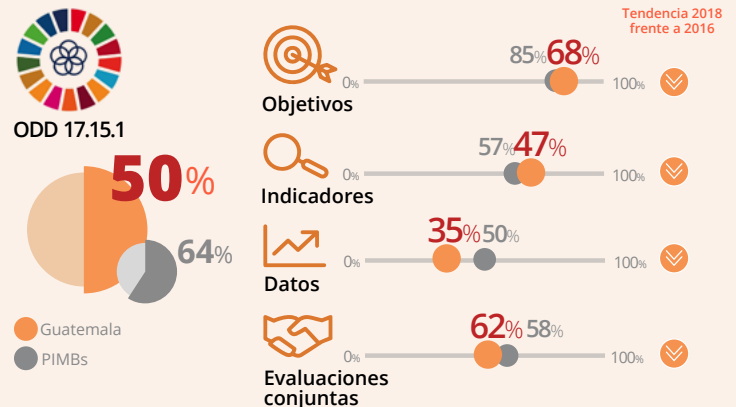 Tendencia 2018
frente a 2016
ODD 17.15.1
50%
64%
Guatemala
PIMBs
85% 68%
0% 100%
Objetivos
57% 47%
0% 100%
Indicadores
35% 50%
0% 100%
Datos
62% 58%
0% 100%
Evaluaciones
conjuntas